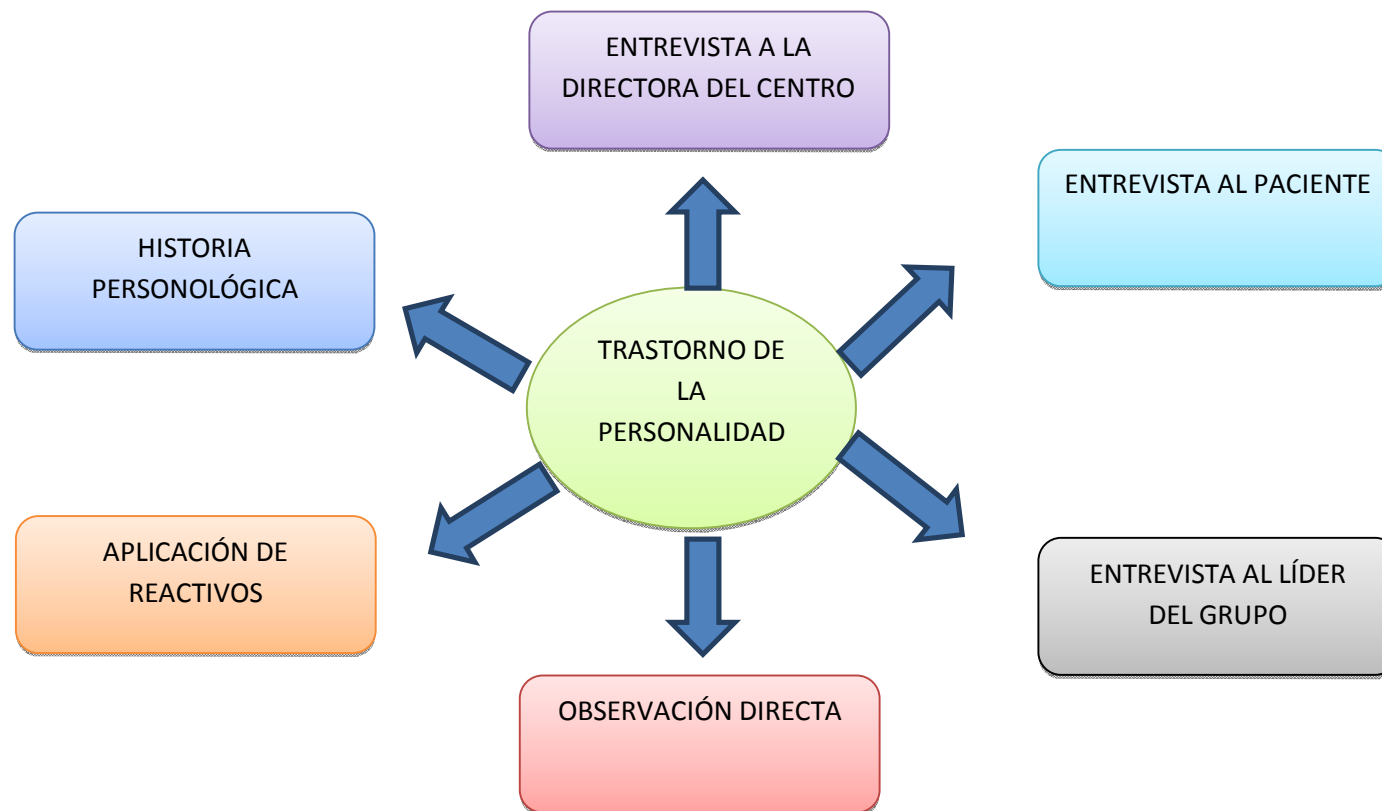 ENTREVISTA A LA
DIRECTORA DEL CENTRO
ENTREVISTA AL PACIENTE
HISTORIA
PERSONOLÓGICA
TRASTORNO DE
LA
PERSONALIDAD
APLICACIÓN DE
REACTIVOS
ENTREVISTA AL LÍDER
DEL GRUPO
OBSERVACIÓN DIRECTA